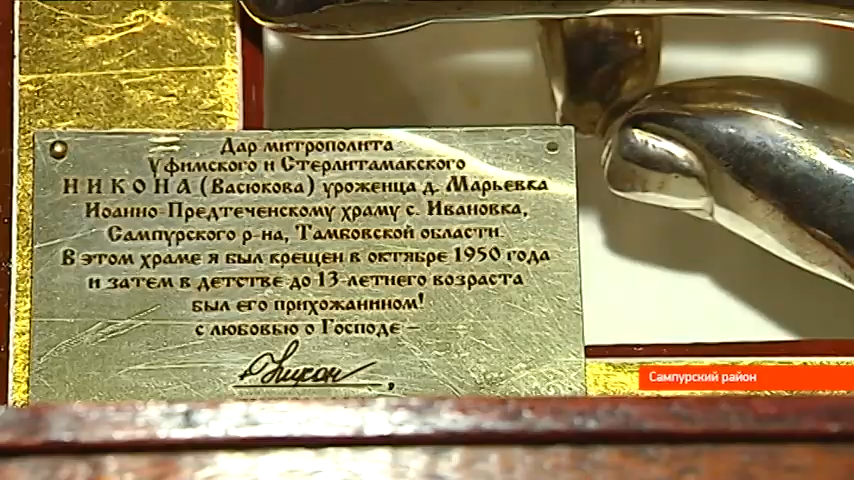 Дар митрополита
Уфимского и Стерлитамакского
НИКОНА (Васюкова), уроженца д. Марьевка
Иоанно-Предтеченскому храму с. Ивановка,
Сампурского р-на, Тамбовской области.
В этом храме я был крещен в октябре 1950 года
и затем в детстве до 13-летнего возраста
был его прихожанином!
с любовью о Господе –
Никон
Сампурский район